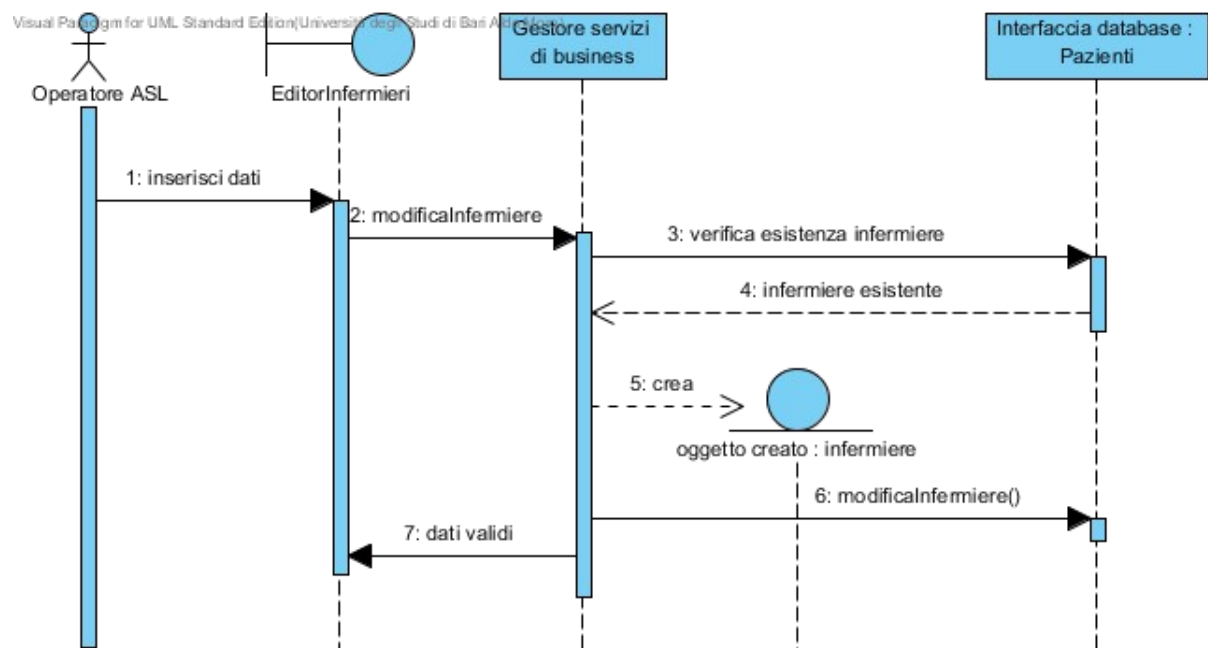 Visual Paradigm for UML Standard Edition(Università degli Studi di Bari Aldo Moro)
Operatore ASL
EditorInfermieri
Gestore servizi
di business
Interfaccia database :
Pazienti
1: inserisci dati
2: modificaInfermiere
3: verifica esistenza infermiere
4: infermiere esistente
5: crea
oggetto creato : infermiere
6: modificaInfermiere()
7: dati validi